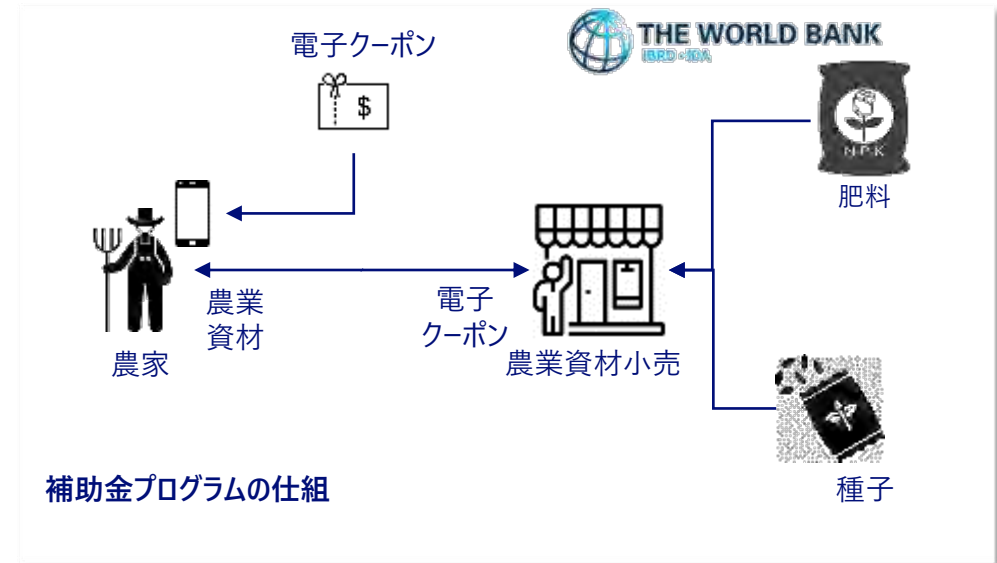 電子クーポン
THE WORLD BANK
IBRD • IDA
$
N·P·K
肥料
農業
資材
電子
クーポン
農家
農業資材小売
補助金プログラムの仕組
種子